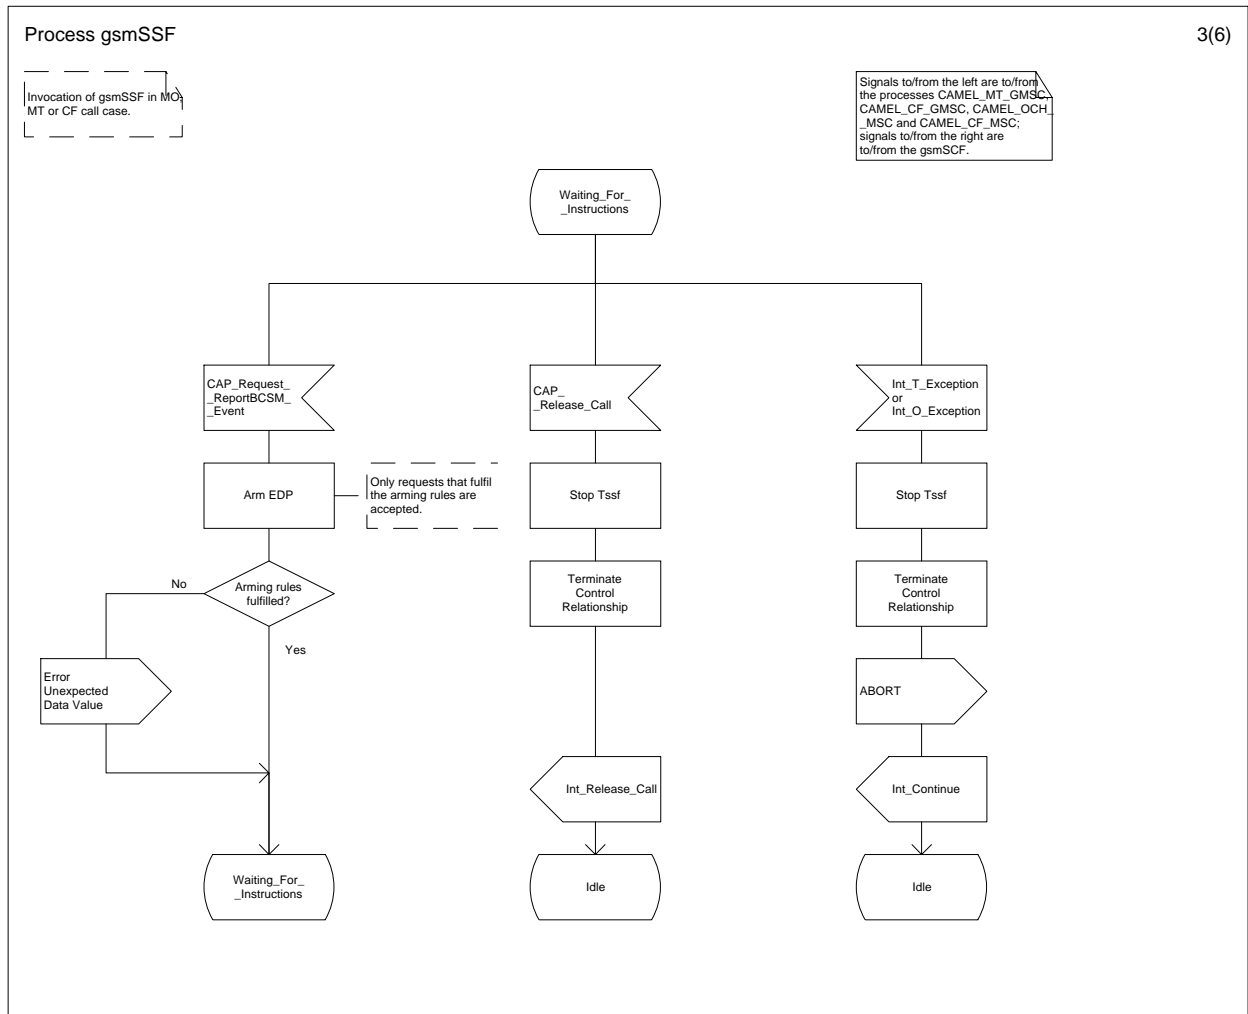 Process gsmSSF
3(6)
Invocation of gsmSSF in MO,
MT or CF call case.
Signals to/from the left are to/from
the processes CAMEL_MT_GMSC,
CAMEL_CF_GMSC, CAMEL_OCH_
_MSC and CAMEL_CF_MSC;
signals to/from the right are
to/from the gsmSCF.
Waiting_For_
_Instructions
CAP_Request_
_ReportBCSM_
_Event
CAP_
_Release_Call
Int_T_Exception
or
Int_O_Exception
Arm EDP
Only requests that fulfil
the arming rules are
accepted.
Stop Tssf
Stop Tssf
No
Arming rules
fulfilled?
Yes
Terminate
Control
Relationship
Terminate
Control
Relationship
Error
Unexpected
Data Value
ABORT
Int_Release_Call
Int_Continue
Waiting_For_
_Instructions
Idle
Idle